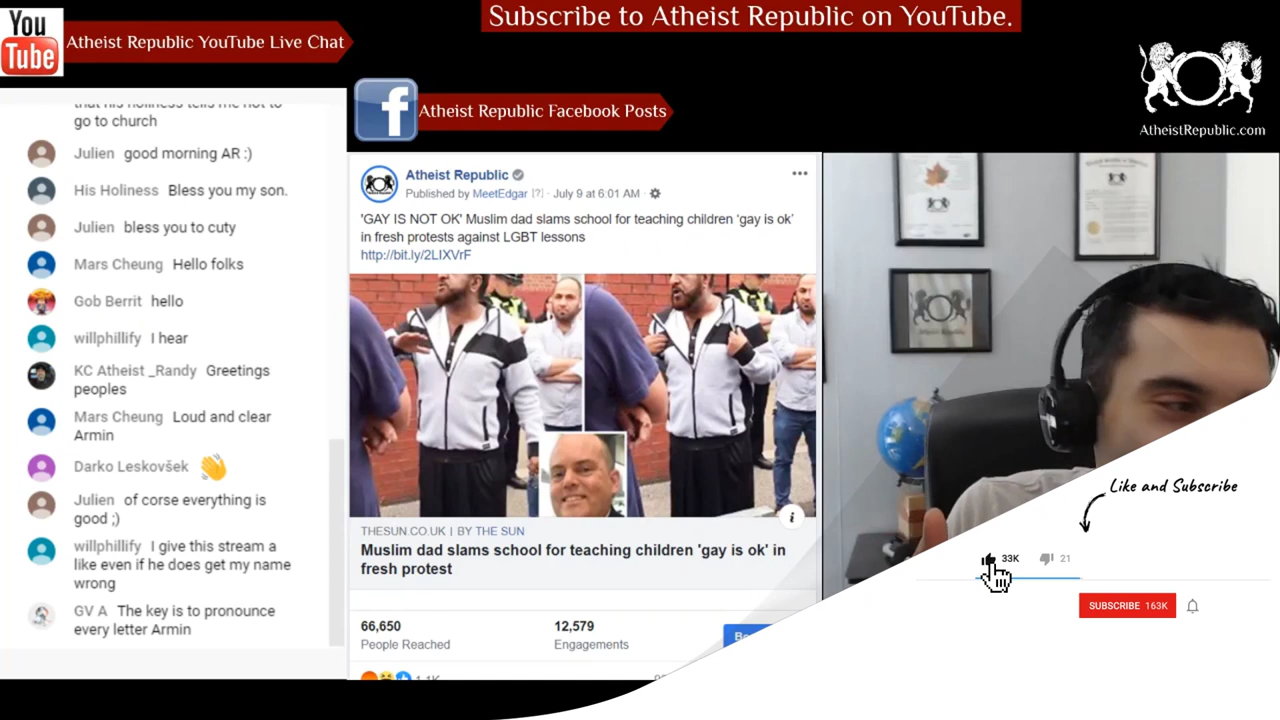 Subscribe to Atheist Republic on YouTube.
You
Tube
Atheist Republic YouTube Live Chat
AtheistRepublic.com
Atheist Republic Facebook Posts
that his holiness tells me not to
go to church
Julien good morning AR :)
His Holiness Bless you my son.
Julien bless you to cuty
Mars Cheung Hello folks
Gob Berrit hello
willphillify I hear
KC Atheist _Randy Greetings
peoples
Mars Cheung Loud and clear
Armin
Darko Leskovšek 👋
Julien of corse everything is
good ;)
willphillify I give this stream a
like even if he does get my name
wrong
GV A The key is to pronounce
every letter Armin
Atheist Republic
Published by MeetEdgar [?] · July 9 at 6:01 AM ·
'GAY IS NOT OK' Muslim dad slams school for teaching children 'gay is ok'
in fresh protests against LGBT lessons
http://bit.ly/2LIXVrF
THESUN.CO.UK | BY THE SUN
Muslim dad slams school for teaching children 'gay is ok' in
fresh protest
66,650
People Reached
12,579
Engagements
1.1K
Atheist Republic
Like and Subscribe
33K
21
SUBSCRIBE 163K